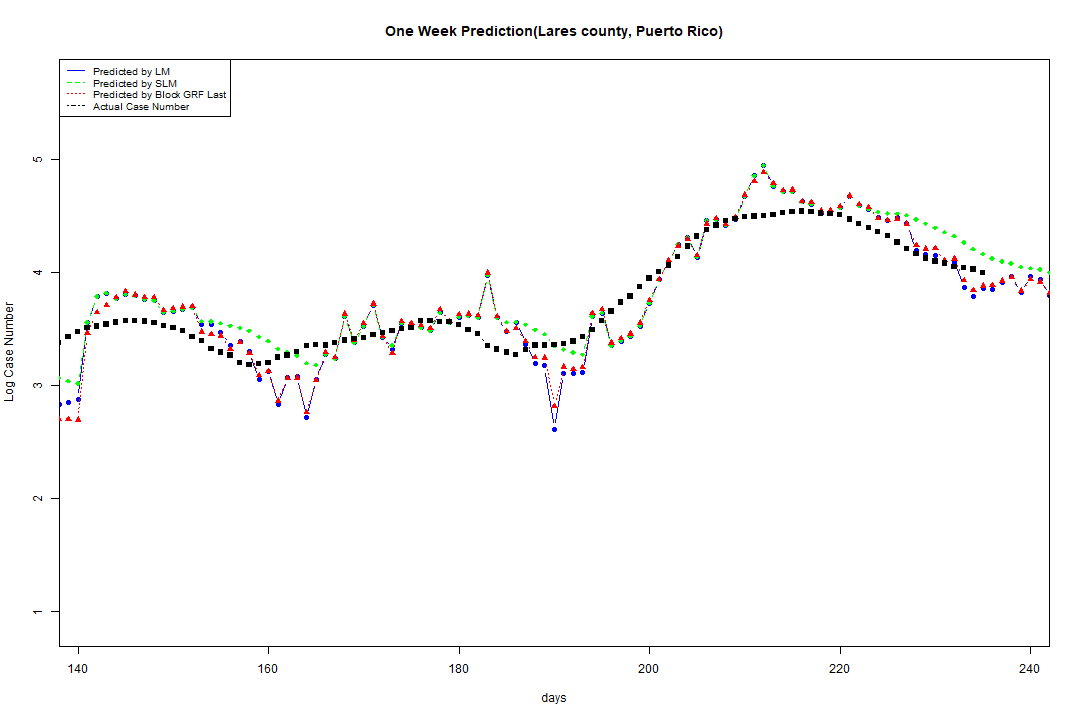 One Week Prediction(Lares county, Puerto Rico)
Predicted by LM
Predicted by SLM
Predicted by Block GRF Last
Actual Case Number
5
4
3
2
1
Log Case Number
140 160 180 200 220 240
days